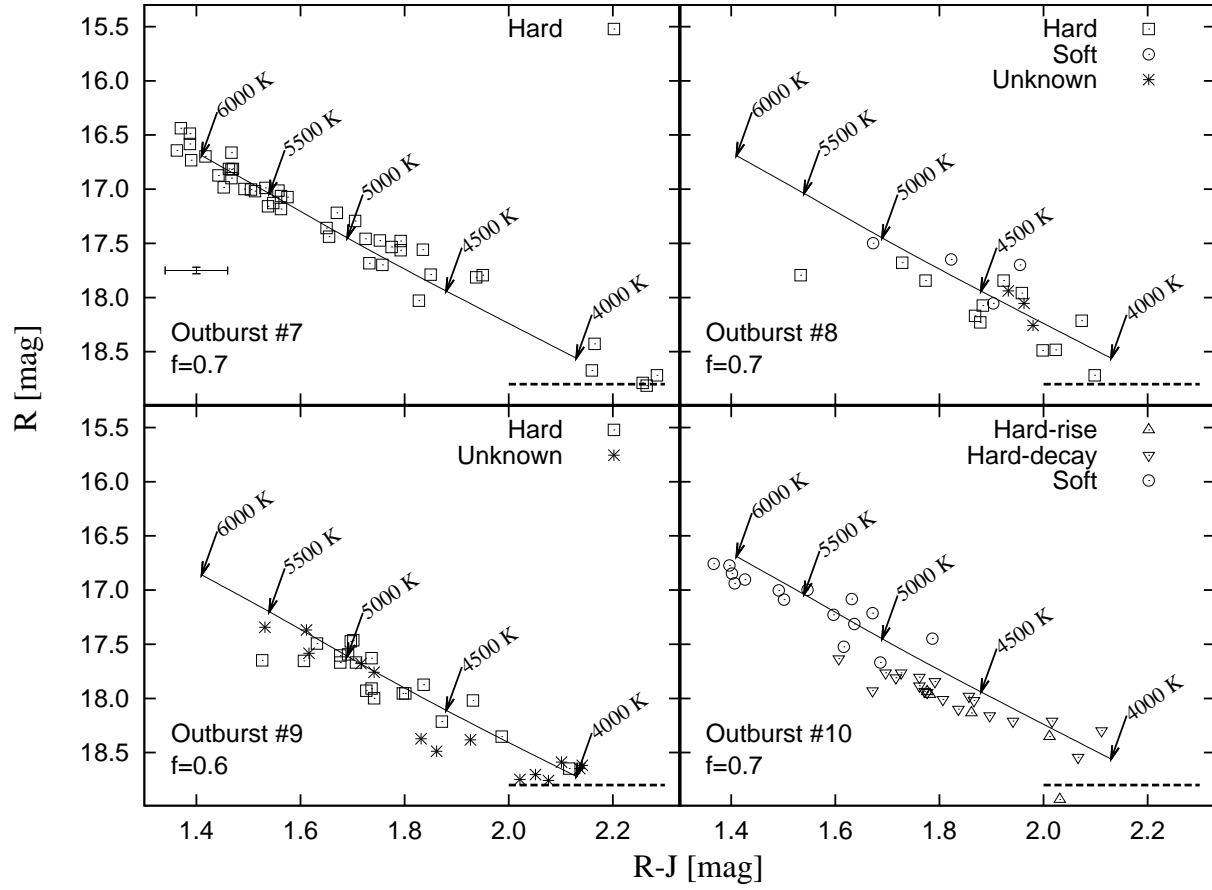 15.5
16.0
16.5
17.0
17.5
18.0
18.5
Hard
6000 K
5500 K
5000 K
4500 K
4000 K
Outburst #7
f=0.7
Hard
Soft
Unknown
6000 K
5500 K
5000 K
4500 K
4000 K
Outburst #8
f=0.7
R [mag]
15.5
16.0
16.5
17.0
17.5
18.0
18.5
Hard
Unknown
6000 K
5500 K
5000 K
4500 K
4000 K
Outburst #9
f=0.6
Hard-rise
Hard-decay
Soft
6000 K
5500 K
5000 K
4500 K
4000 K
Outburst #10
f=0.7
1.4 1.6 1.8 2.0 2.2
1.4 1.6 1.8 2.0 2.2
R-J [mag]